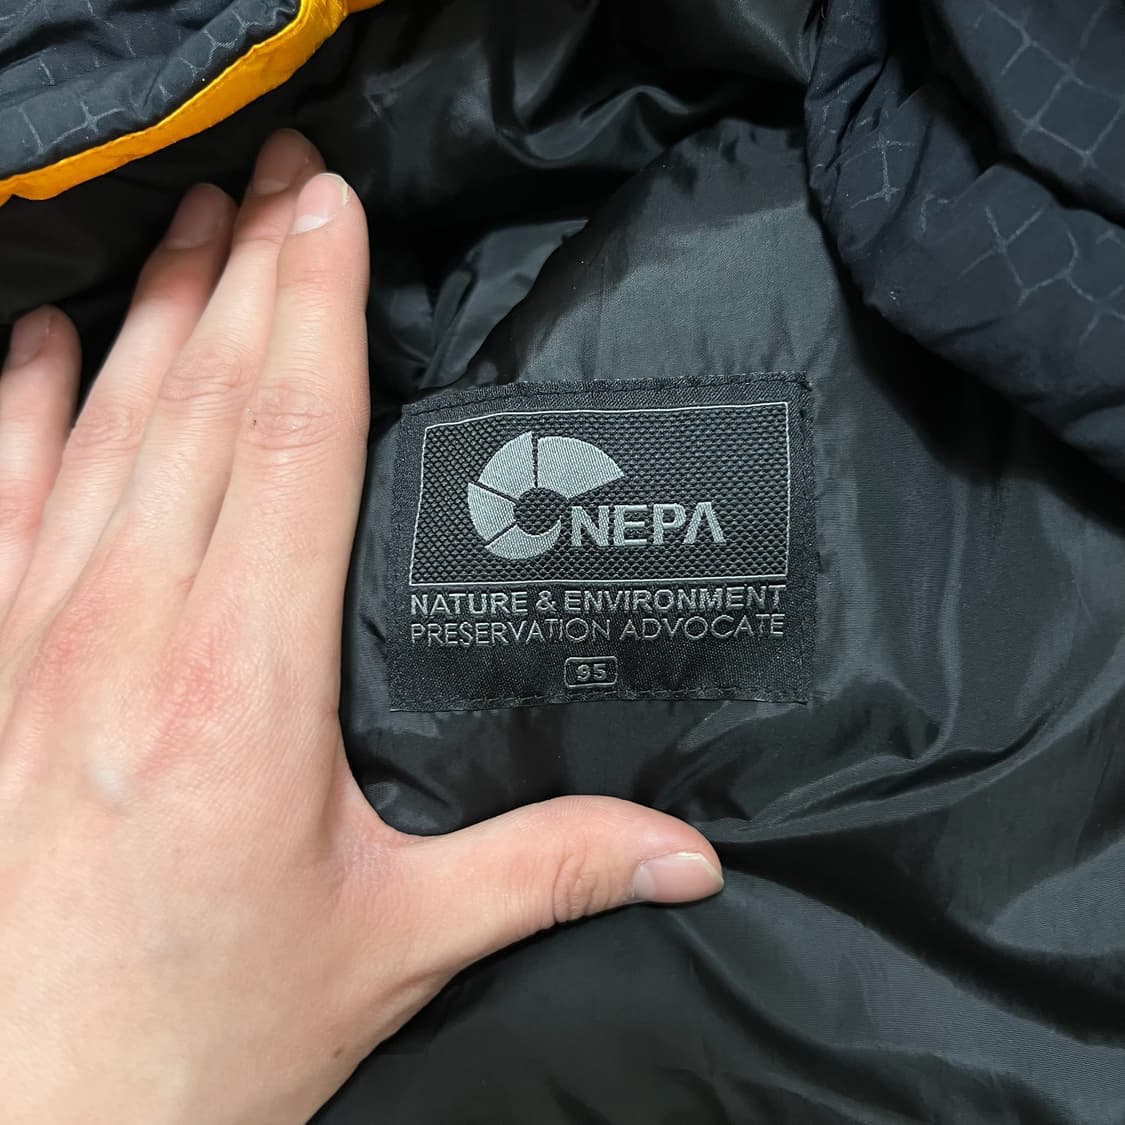 NEPA
NATURE & ENVIRONMENT
PRESERVATION ADVOCATE
95